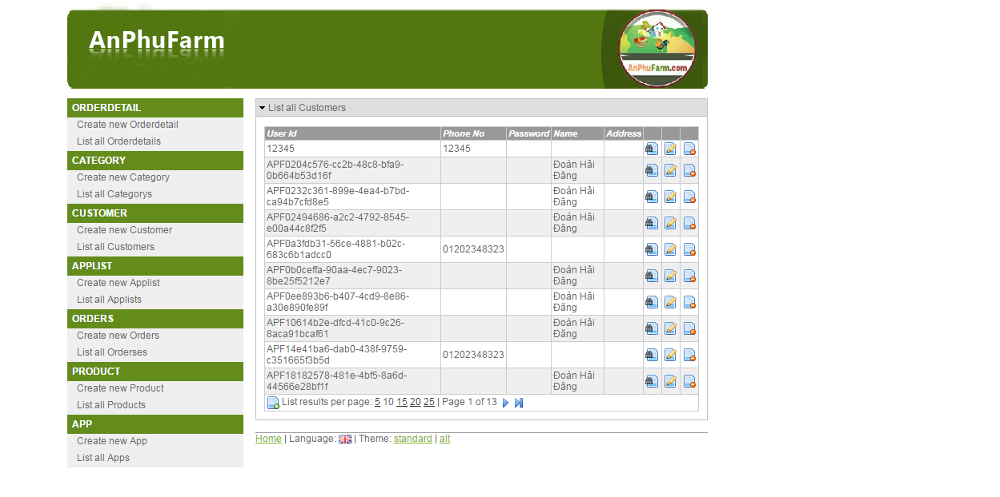 AnPhuFarm
AnPhuFarm.com
ORDERDETAIL
Create new Orderdetail
List all Orderdetails
CATEGORY
Create new Category
List all Categorys
CUSTOMER
Create new Customer
List all Customers
APPLIST
Create new Applist
List all Applists
ORDERS
Create new Orders
List all Orderses
PRODUCT
Create new Product
List all Products
APP
Create new App
List all Apps
List all Customers
User Id Phone No Password Name Address
12345 12345
APF0204c576-cc2b-48c8-bfa9-
0b664b53d16f
Đoàn Hải
Đăng
APF0232c361-899e-4ea4-b7bd-
ca94b7cfd8e5
Đoàn Hải
Đăng
APF02494686-a2c2-4792-8545-
e00a44c8f2f5
Đoàn Hải
Đăng
APF0a3fdb31-56ce-4881-b02c-
683c6b1adcc0
01202348323
APF0b0ceffa-90aa-4ec7-9023-
8be25f5212e7
Đoàn Hải
Đăng
APF0ee893b6-b407-4cd9-8e86-
a30e890fe89f
Đoàn Hải
Đăng
APF10614b2e-dfcd-41c0-9c26-
8aca91bcaf61
Đoàn Hải
Đăng
APF14e41ba6-dab0-438f-9759-
c351665f3b5d
01202348323
APF18182578-481e-4bf5-8a6d-
44566e28bf1f
Đoàn Hải
Đăng
List results per page: 5 10 15 20 25 | Page 1 of 13
Home | Language: | Theme: standard | alt